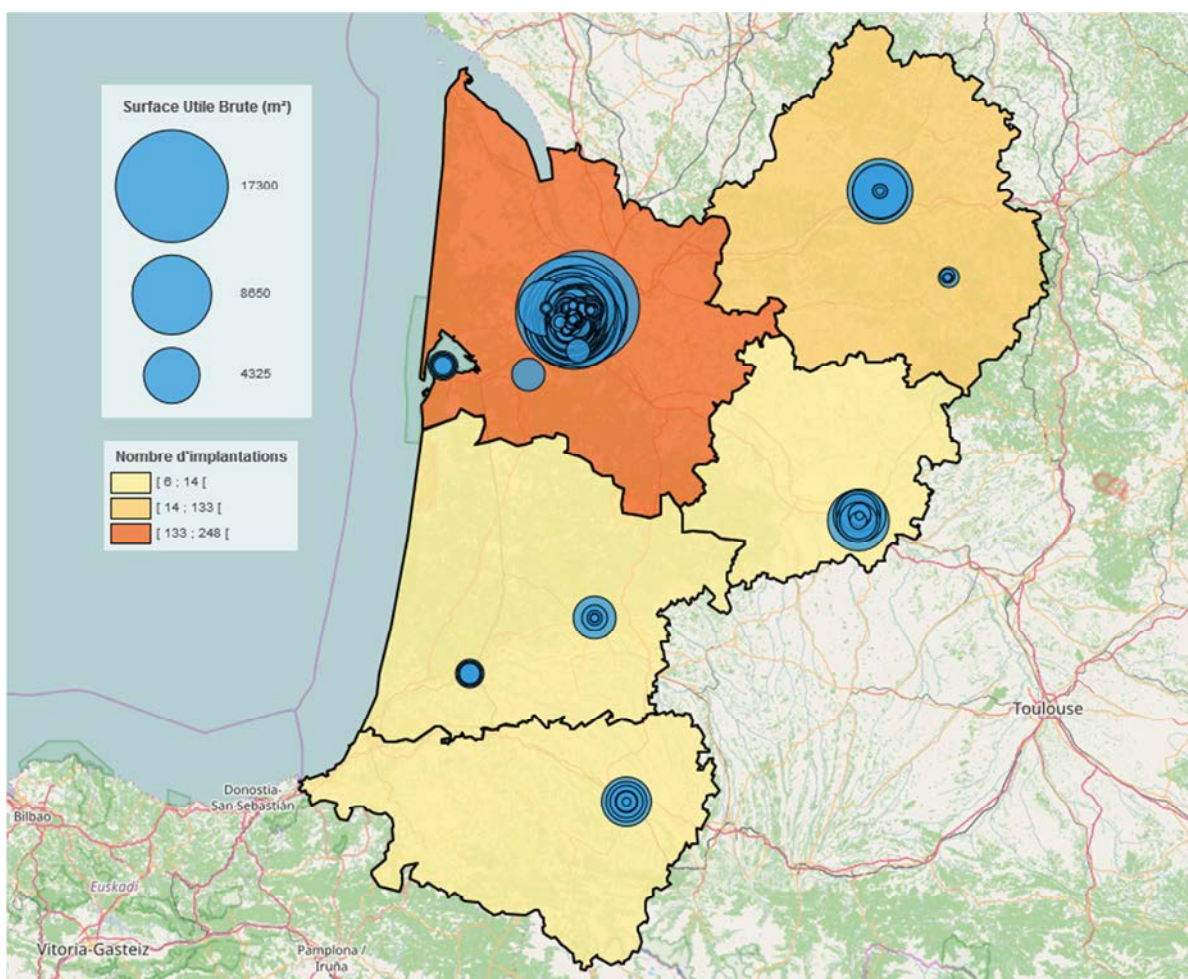 Surface Utile Brute (m²)
17300
8650
4325
Nombre d'implantations
[ 6 ; 14 [
[ 14 ; 133 [
[ 133 ; 248 [
Toulouse
Donostia-
San Sebastián
Bilbao
Euskadi
Vitoria-Gasteiz
Pamplona /
Iruña